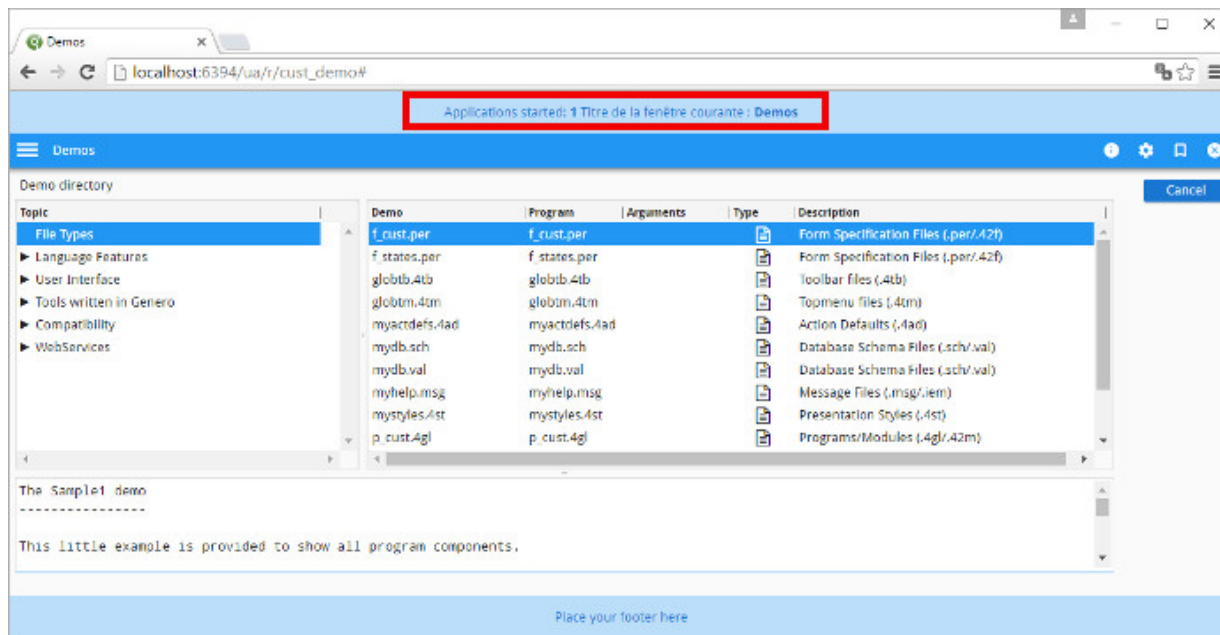 Demos
localhost:6394/ua/r/cust_demo#
Applications started: 1 Titre de la fenêtre courante : Demos
Demos
Demo directory
Cancel
Topic
File Types
Language Features
User Interface
Tools written in Genero
Compatibility
WebServices
Demo Program Arguments Type Description
f_cust.per f_cust.per Form Specification Files (.per/.42f)
f_states.per f_states.per Form Specification Files (.per/.42f)
globtb.4tb globtb.4tb Toolbar files (.4tb)
globtm.4tm globtm.4tm Topmenu files (.4tm)
myactdefs.4ad myactdefs.4ad Action Defaults (.4ad)
mydb.sch mydb.sch Database Schema Files (.sch/.val)
mydb.val mydb.val Database Schema Files (.sch/.val)
myhelp.msg myhelp.msg Message Files (.msg/.iem)
mystyles.4st mystyles.4st Presentation Styles (.4st)
p_cust.4gl p_cust.4gl Programs/Modules (.4gl/.42m)
The Sample1 demo
----------------
This little example is provided to show all program components.
Place your footer here